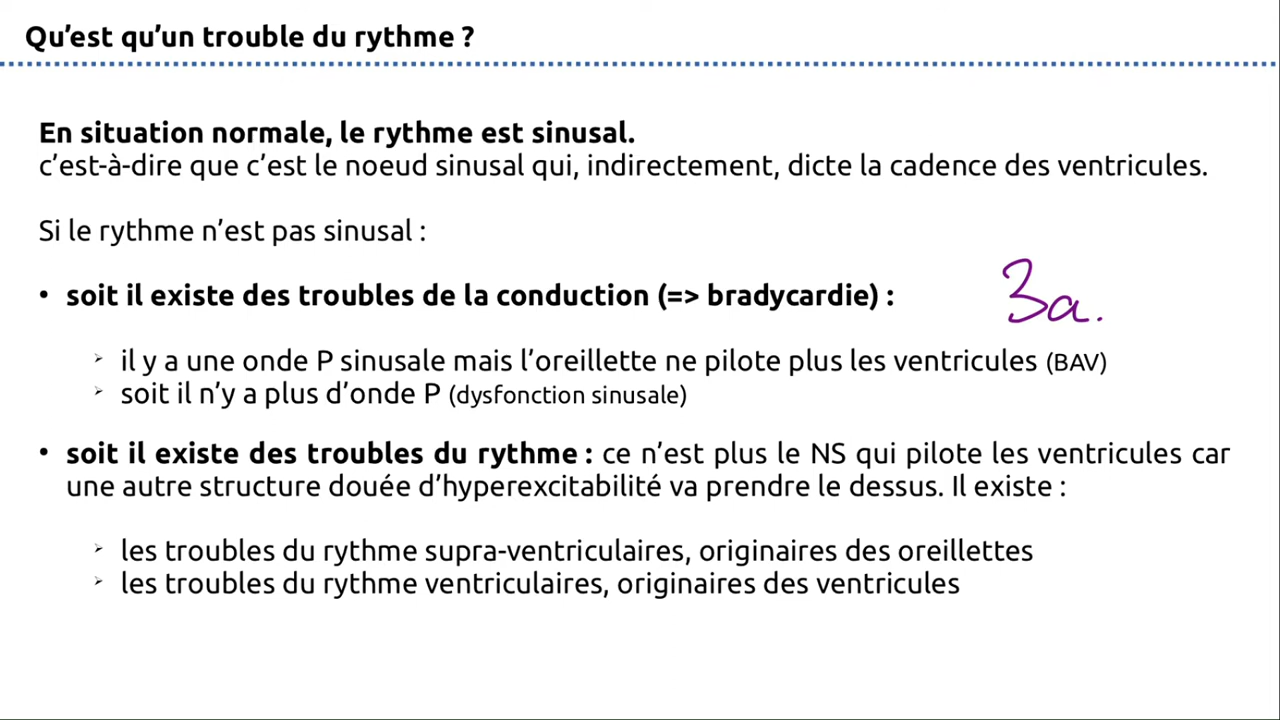 Qu’est qu’un trouble du rythme ?
En situation normale, le rythme est sinusal.
c’est-à-dire que c’est le noeud sinusal qui, indirectement, dicte la cadence des ventricules.
Si le rythme n’est pas sinusal :
• soit il existe des troubles de la conduction (=> bradycardie) :
3a.
➢ il y a une onde P sinusale mais l’oreillette ne pilote plus les ventricules (BAV)
➢ soit il n’y a plus d’onde P (dysfonction sinusale)
• soit il existe des troubles du rythme : ce n’est plus le NS qui pilote les ventricules car
une autre structure douée d’hyperexcitabilité va prendre le dessus. Il existe :
➢ les troubles du rythme supra-ventriculaires, originaires des oreillettes
➢ les troubles du rythme ventriculaires, originaires des ventricules